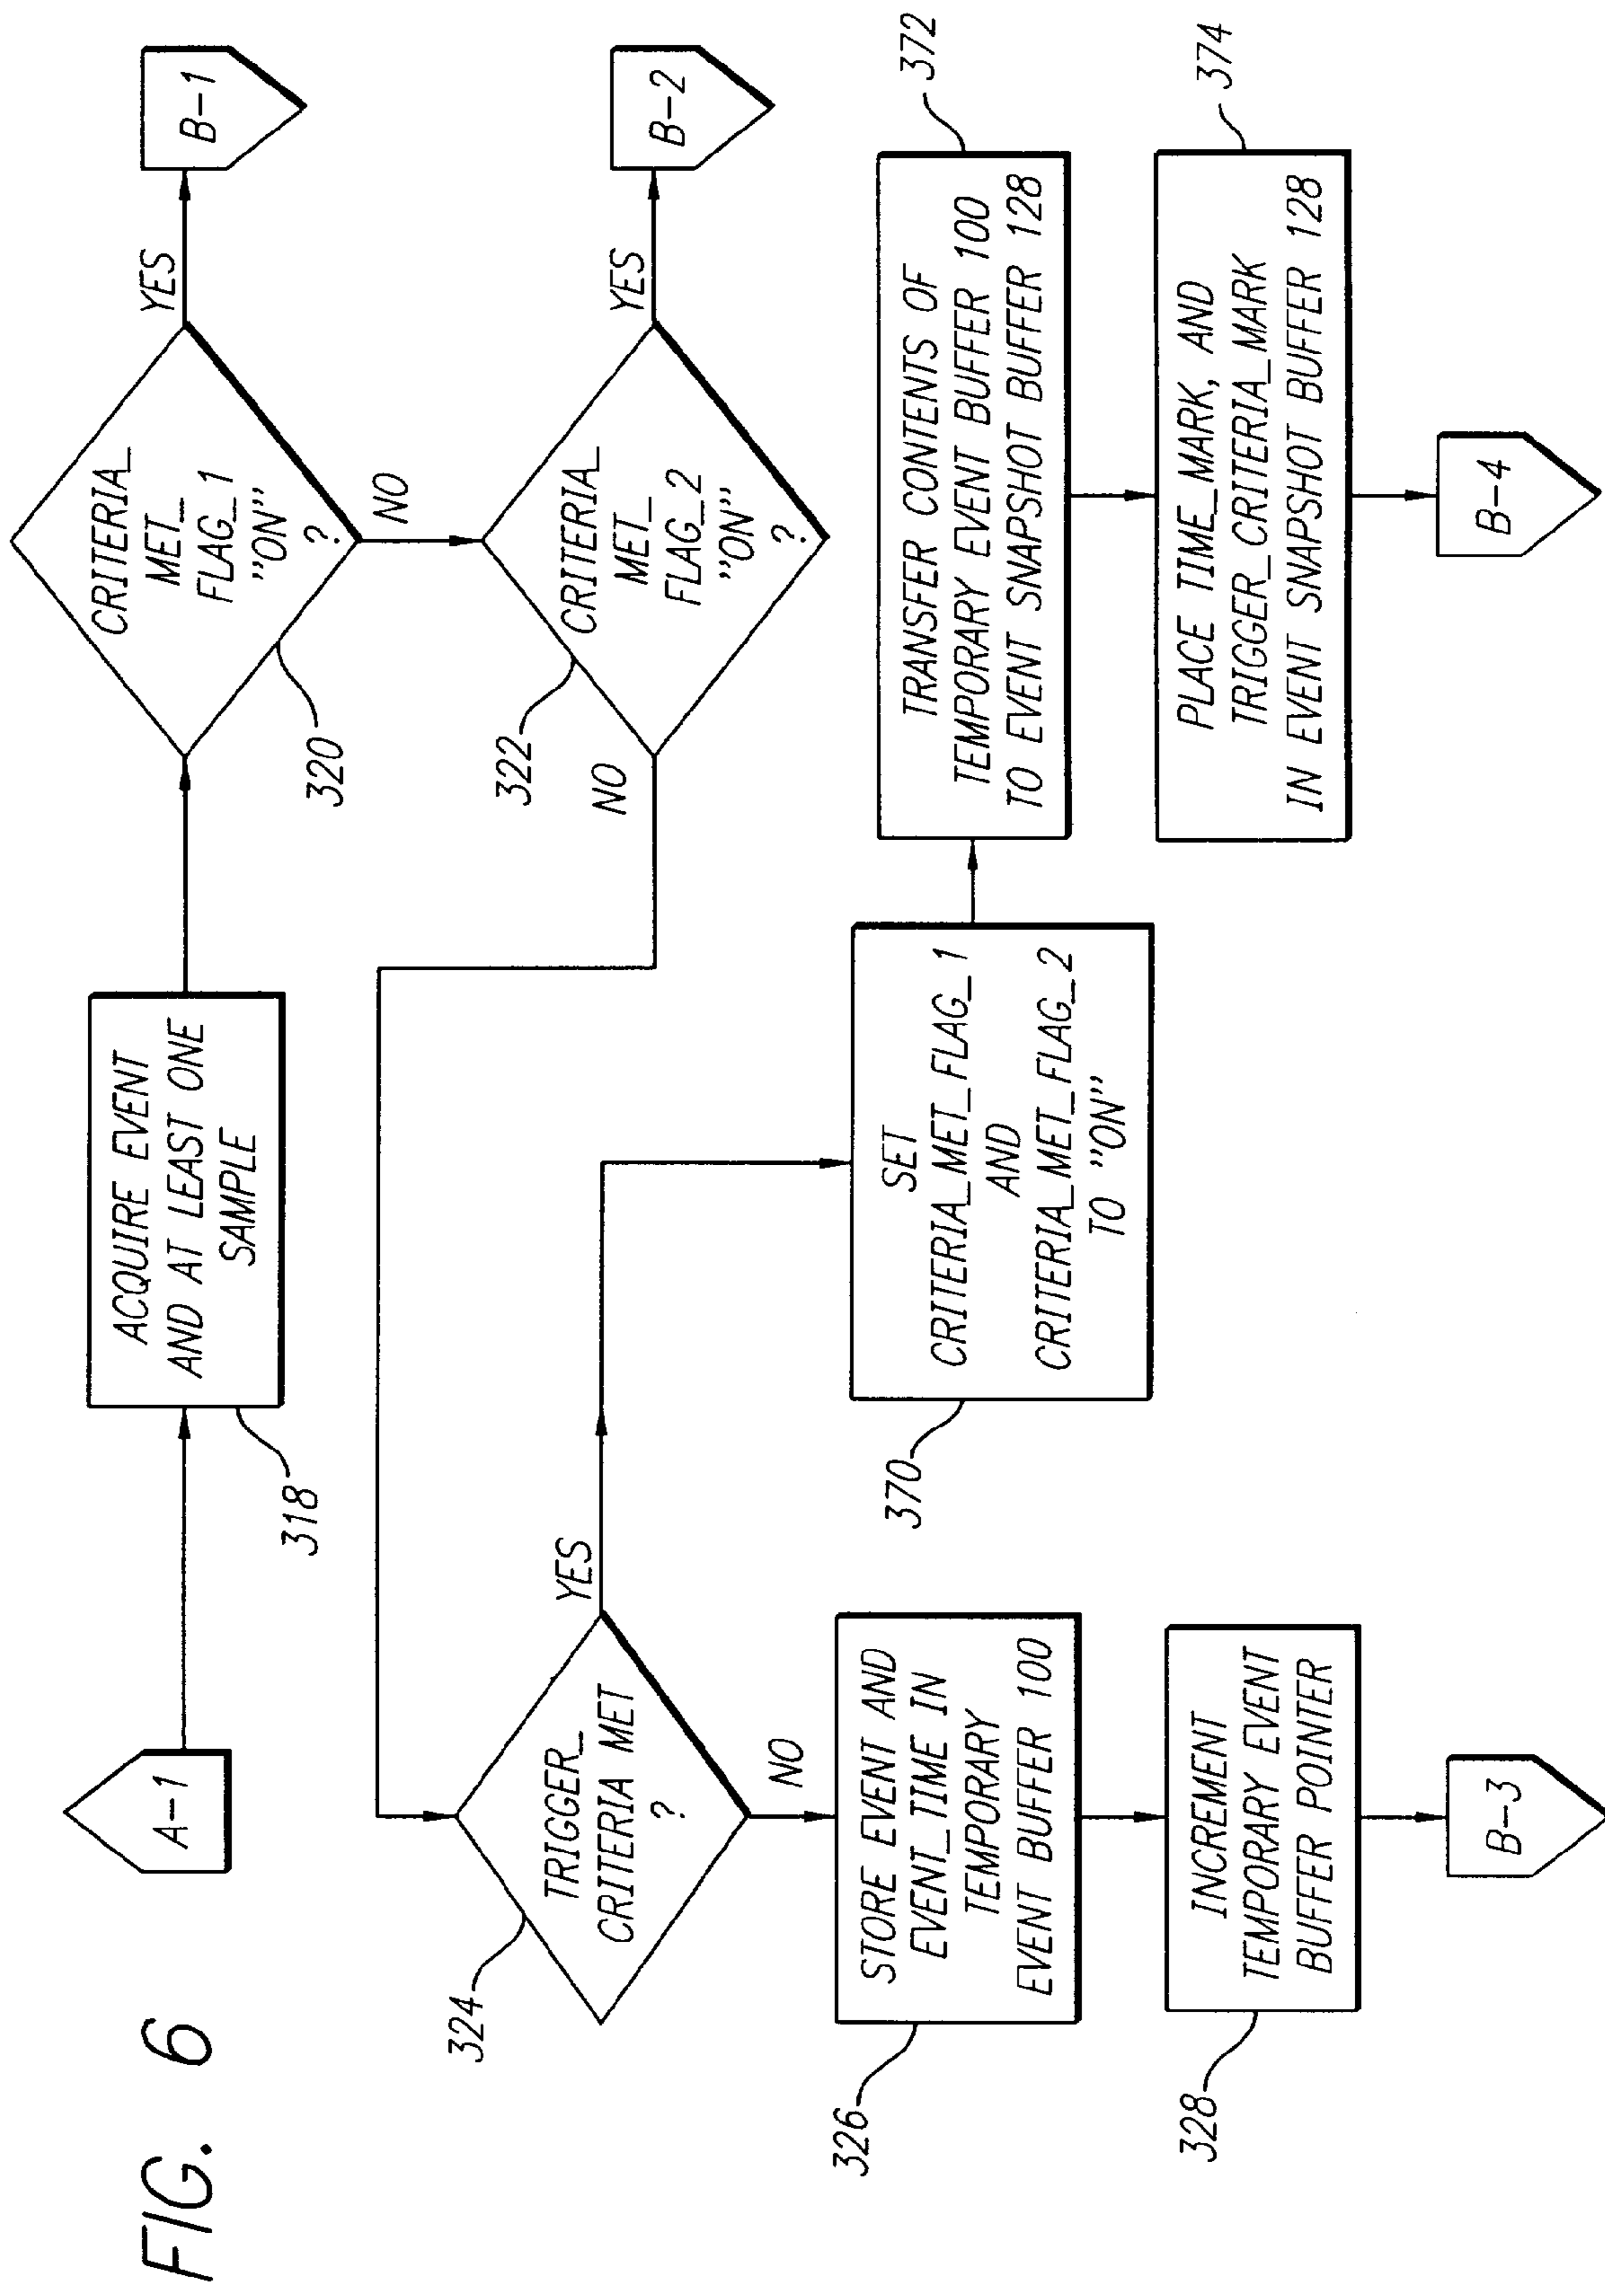 FIG. 6
A-1
ACQUIRE EVENT
AND AT LEAST ONE
SAMPLE
318
CRITERIA_
MET_
FLAG_1
"ON"
?
320
YES
B-1
NO
CRITERIA_
MET_
FLAG_2
"ON"
?
322
YES
B-2
NO
TRIGGER_
CRITERIA MET
?
324
YES
NO
STORE EVENT AND
EVENT_TIME IN
TEMPORARY
EVENT BUFFER 100
326
INCREMENT
TEMPORARY EVENT
BUFFER POINTER
328
B-3
SET
CRITERIA_MET_FLAG_1
AND
CRITERIA_MET_FLAG_2
TO "ON"
370
TRANSFER CONTENTS OF
TEMPORARY EVENT BUFFER 100
TO EVENT SNAPSHOT BUFFER 128
372
PLACE TIME_MARK, AND
TRIGGER_CRITERIA_MARK
IN EVENT SNAPSHOT BUFFER 128
374
B-4